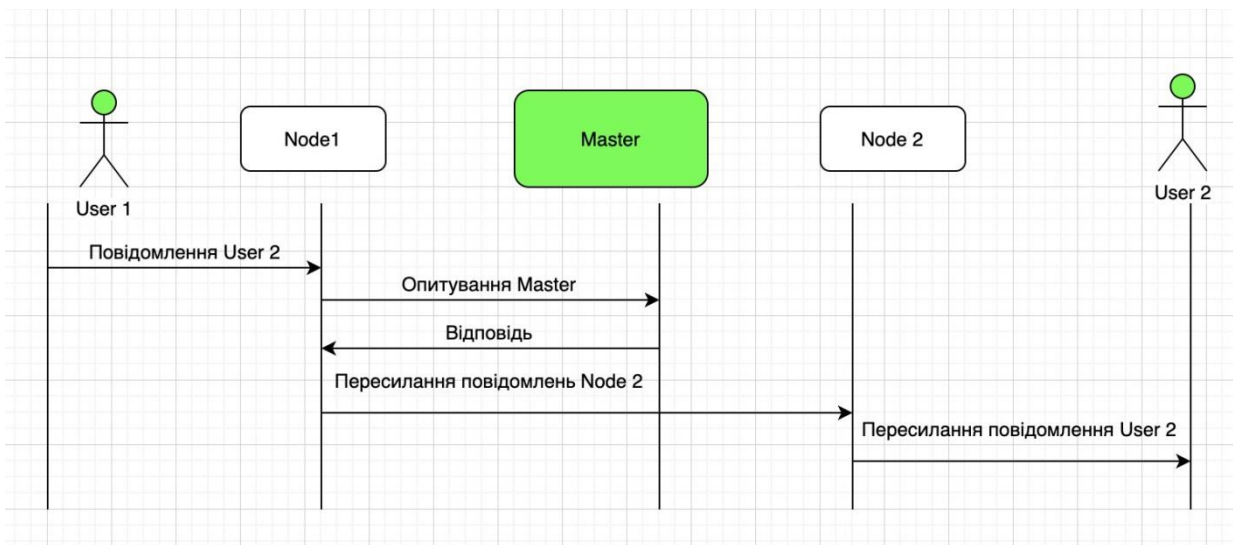 Node1
Master
Node 2
User 1
User 2
Повідомлення User 2
Опитування Master
Відповідь
Пересилання повідомлень Node 2
Пересилання повідомлення User 2